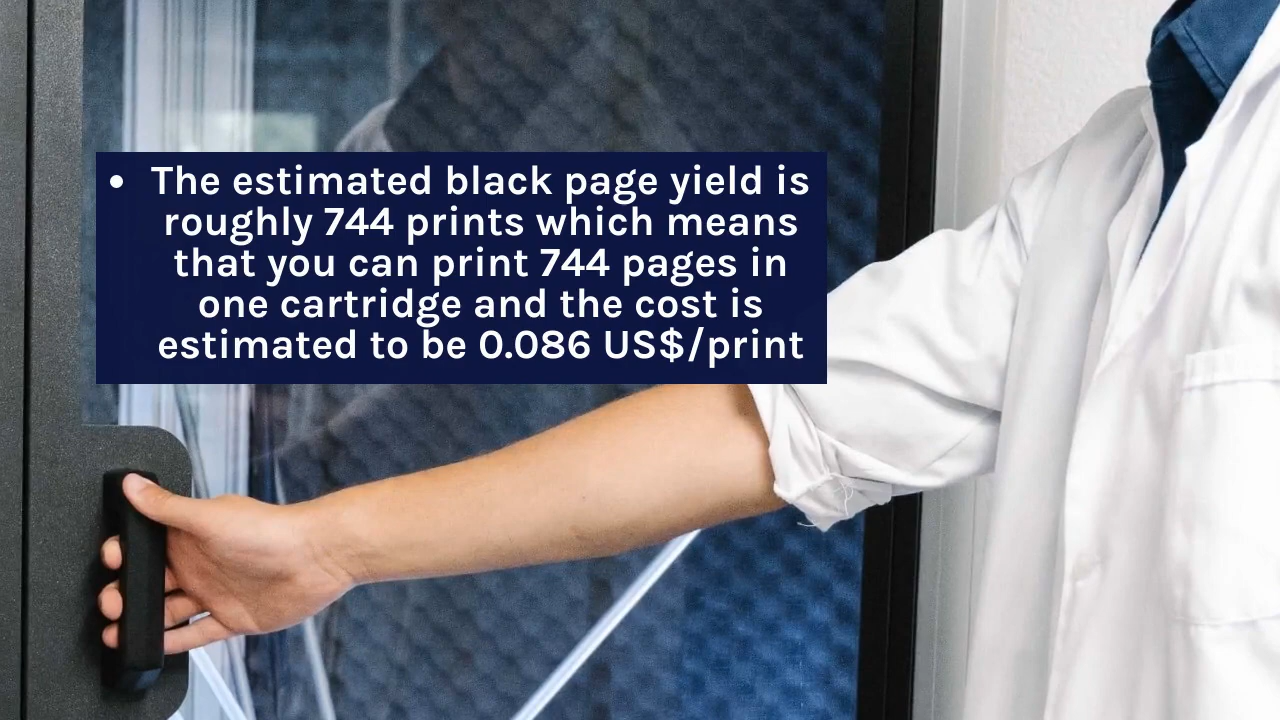 • The estimated black page yield is
roughly 744 prints which means
that you can print 744 pages in
one cartridge and the cost is
estimated to be 0.086 US$/print